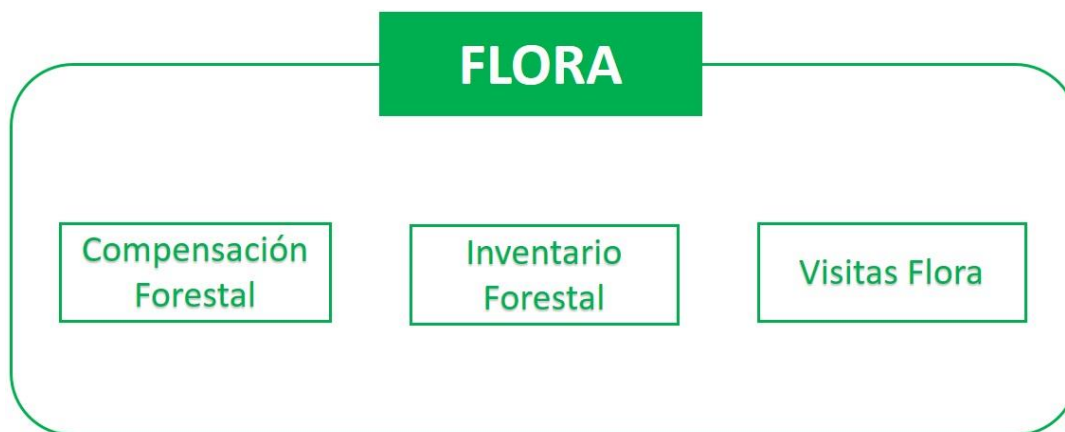 FLORA
Compensación
Forestal
Inventario
Forestal
Visitas Flora